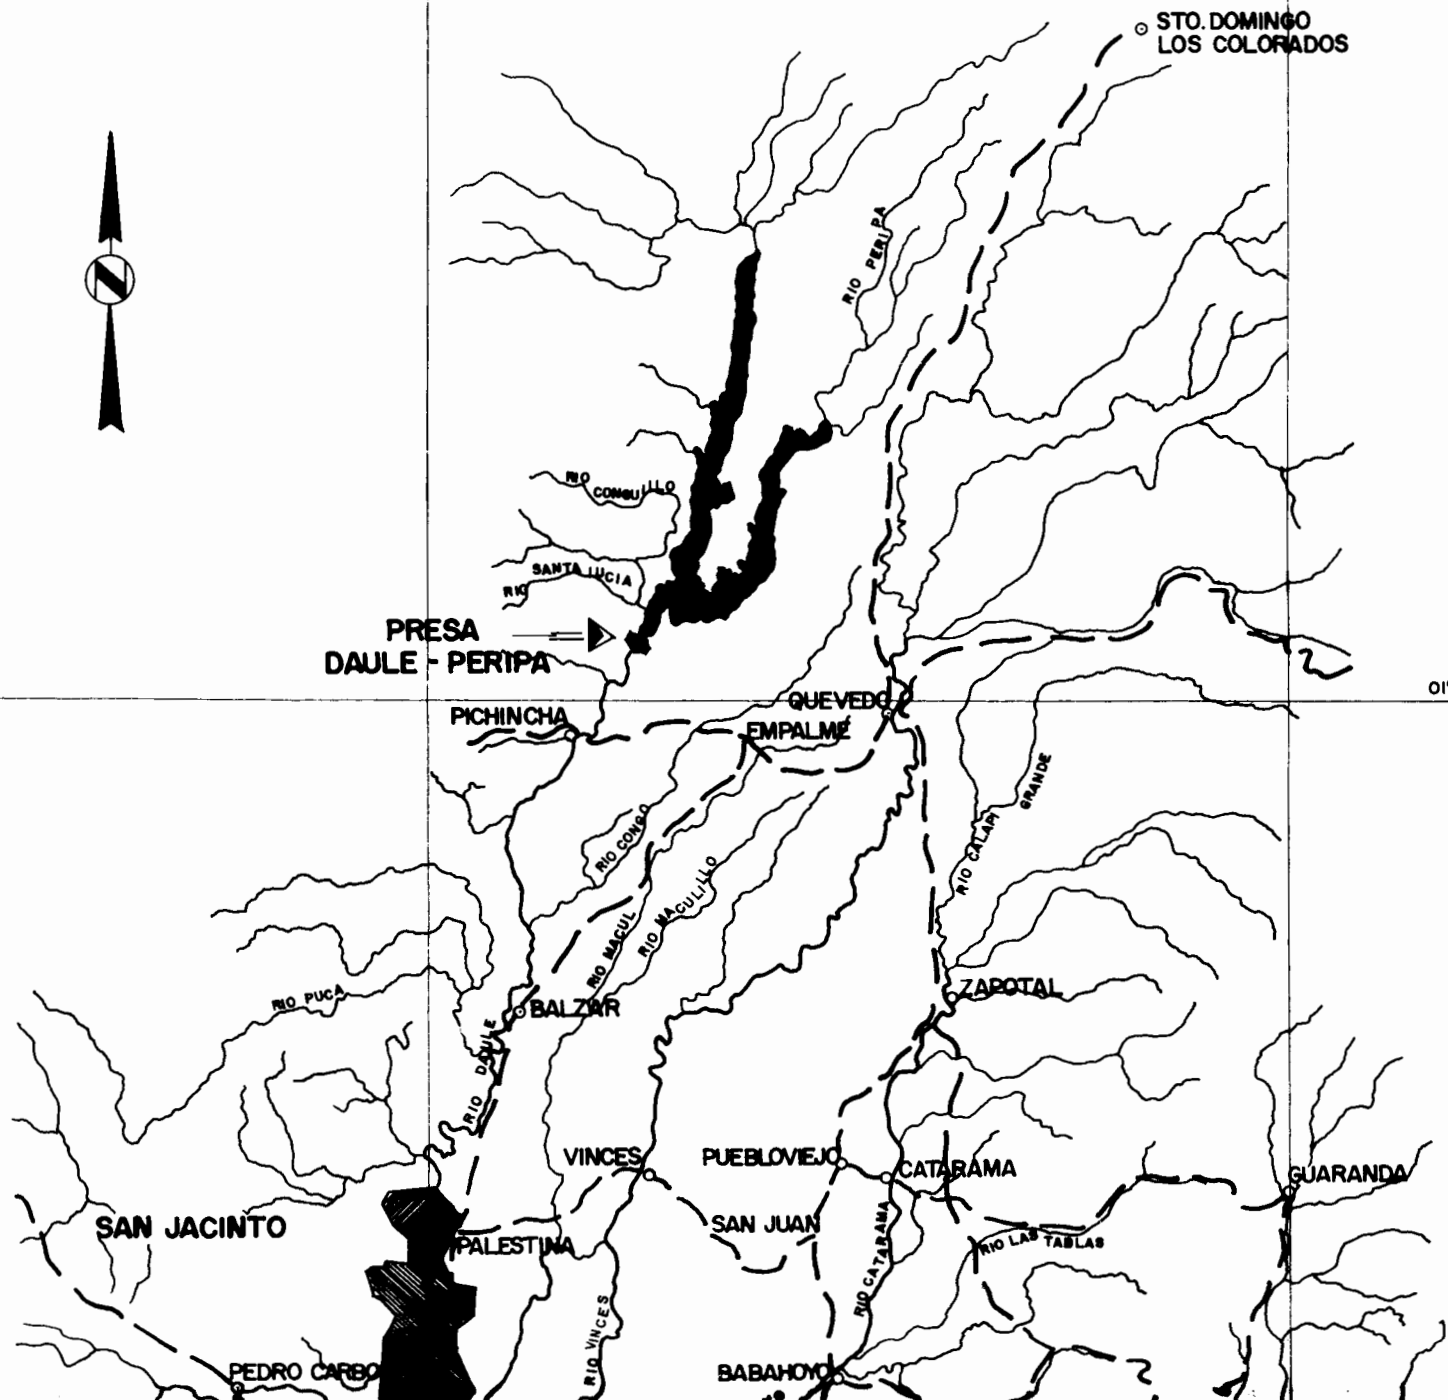 STO. DOMINGO
LOS COLORADOS
N
RIO PERIPA
RIO CONGUILLO
RIO SANTA LUCIA
PRESA
DAULE - PERIPA
01°
PICHINCHA
QUEVEDO
EMPALME
RIO CALAPI GRANDE
RIO CONGO
RIO MACUL
RIO MACULILLO
RIO PUCA
BALZAR
ZAPOTAL
RIO DAULE
VINCES
PUEBLOVIEJO
CATARAMA
GUARANDA
SAN JACINTO
PALESTINA
SAN JUAN
RIO CATARAMA
RIO LAS TABLAS
RIO VINCES
PEDRO CARBO
BABAHOYO